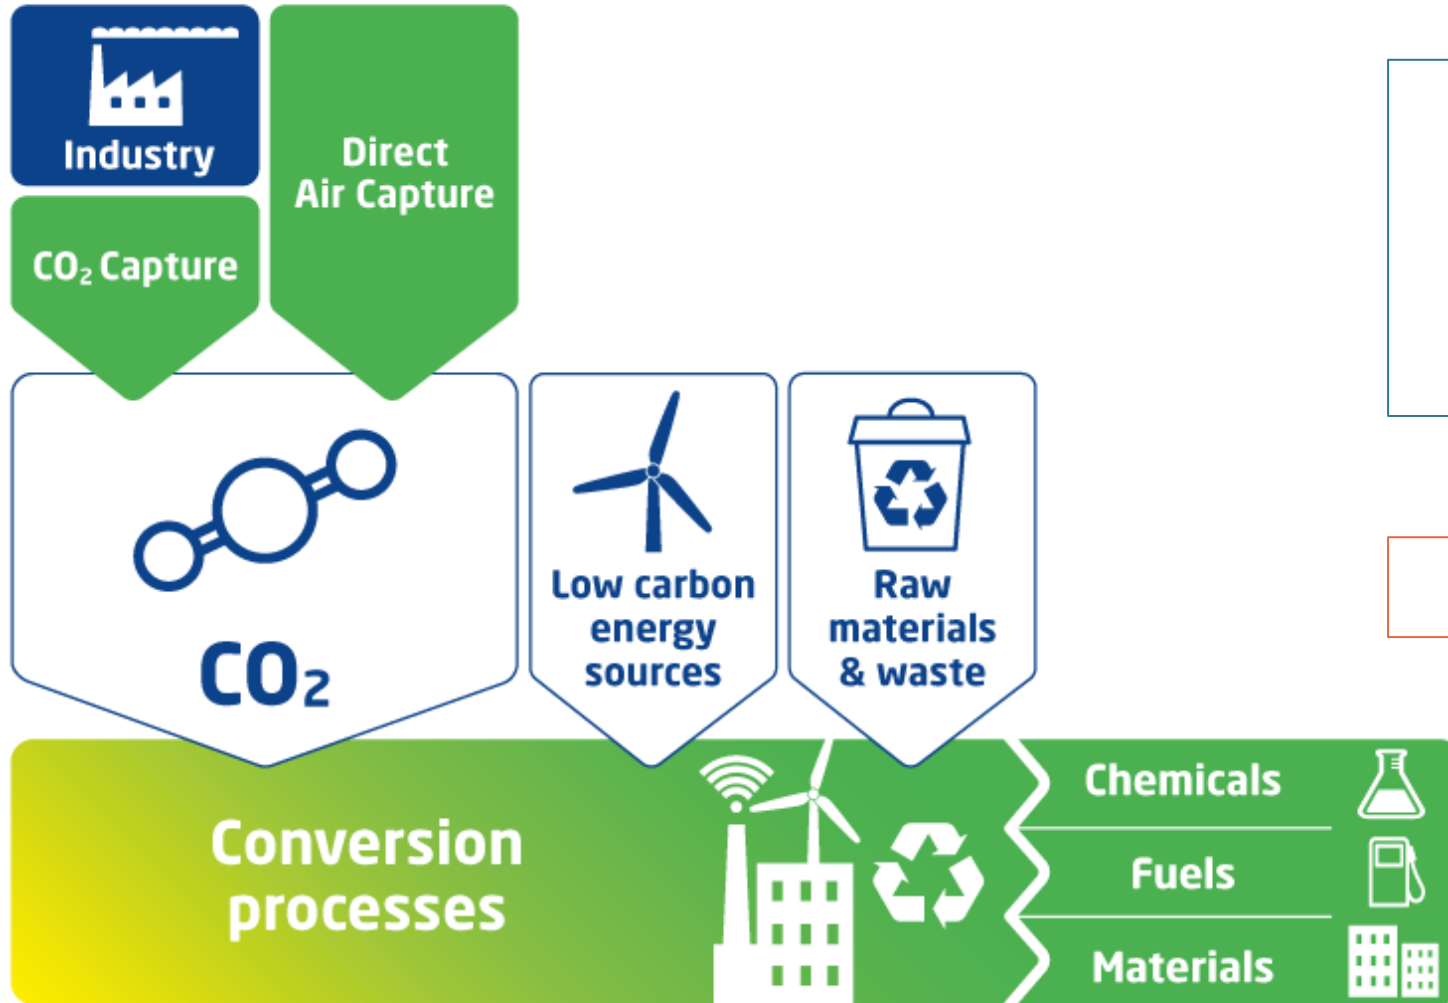 Industry
CO₂ Capture
Direct
Air Capture
CO₂
Low carbon
energy
sources
Raw
materials
& waste
Conversion
processes
Chemicals
Fuels
Materials